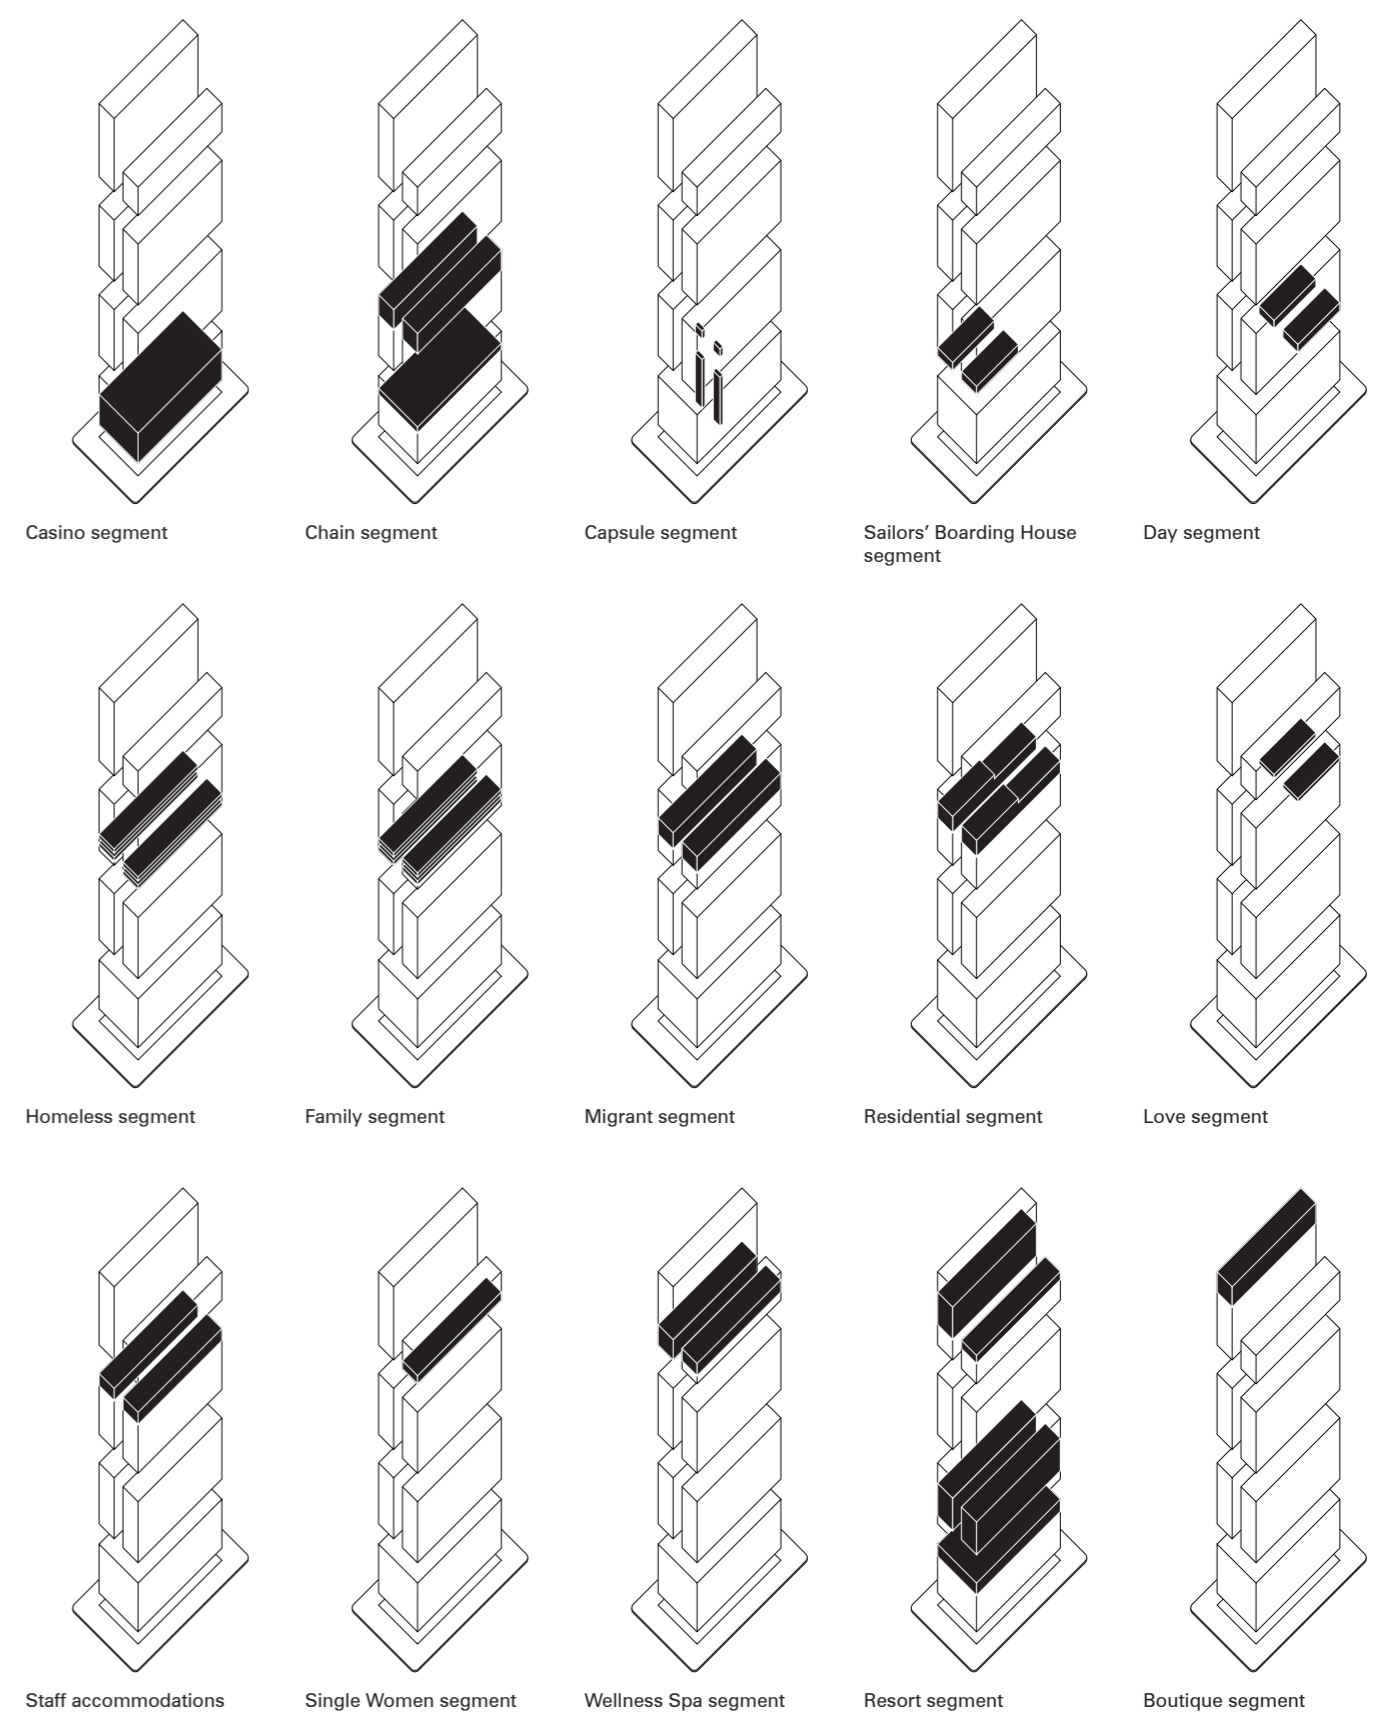 Casino segment
Chain segment
Capsule segment
Sailors’ Boarding House
segment
Day segment
Homeless segment
Family segment
Migrant segment
Residential segment
Love segment
Staff accommodations
Single Women segment
Wellness Spa segment
Resort segment
Boutique segment